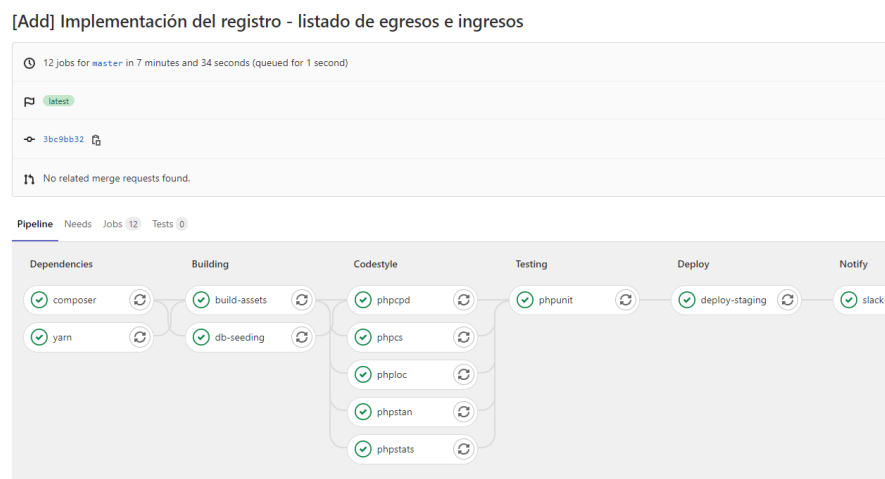 [Add] Implementación del registro - listado de egresos e ingresos
12 jobs for master in 7 minutes and 34 seconds (queued for 1 second)
latest
3bc9bb32
No related merge requests found.
Pipeline Needs Jobs 12 Tests 0
Dependencies Building Codestyle Testing Deploy Notify
composer build-assets phpcpd phpunit deploy-staging slack-
yarn db-seeding phpcs
phploc
phpstan
phpstats